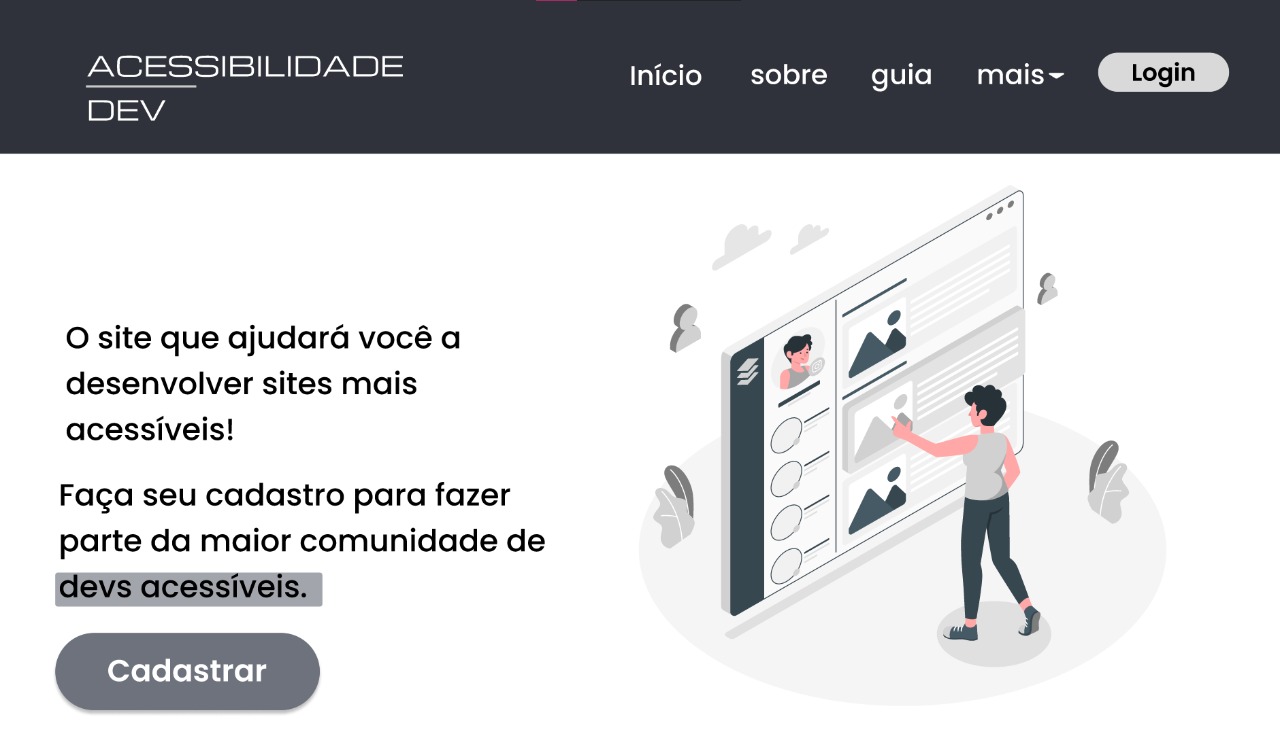 ACESSIBILIDADE
DEV
Início sobre guia mais Login
O site que ajudará você a
desenvolver sites mais
acessíveis!
Faça seu cadastro para fazer
parte da maior comunidade de
devs acessíveis.
Cadastrar